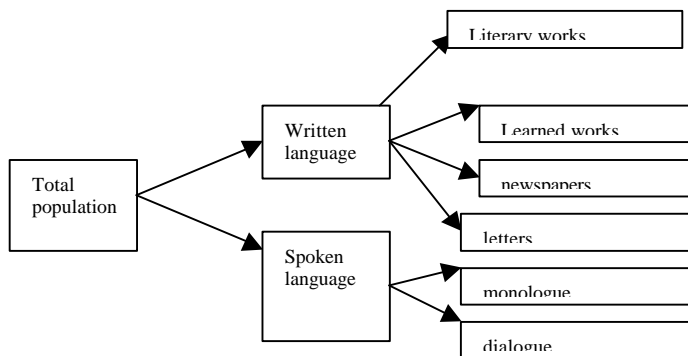 Literary works
Written
language
Learned works
newspapers
Total
population
letters
Spoken
language
monologue
dialogue